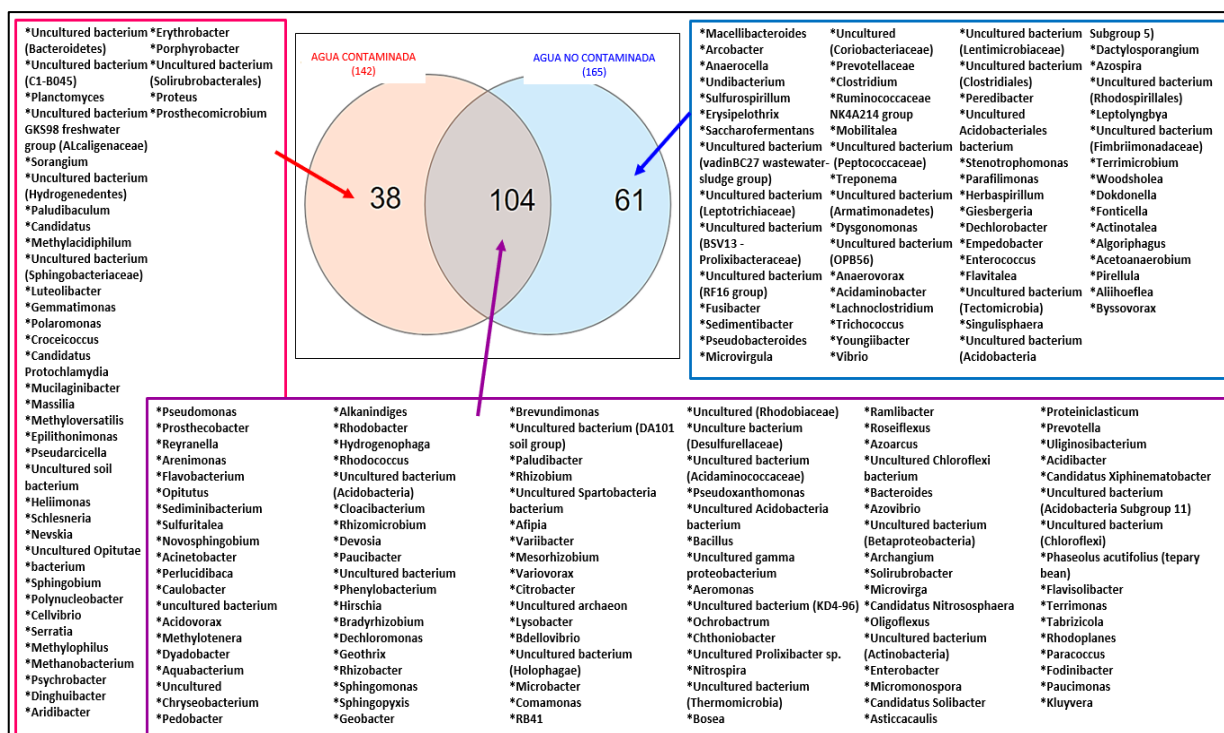 *Uncultured bacterium
(Bacteroidetes)
*Uncultured bacterium
(C1-B045)
*Planctomyces
*Uncultured bacterium
GKS98 freshwater
group (ALcaligenaceae)
*Sorangium
*Uncultured bacterium
(Hydrogenedentes)
*Paludibaculum
*Candidatus
Methylacidiphilum
*Uncultured bacterium
(Sphingobacteriaceae)
*Luteolibacter
*Gemmatimonas
*Polaromonas
*Croceicoccus
*Candidatus
Protochlamydia
*Mucilaginibacter
*Massilia
*Methyloversatilis
*Epilithonimonas
*Pseudarcicella
*Uncultured soil
bacterium
*Heliimonas
*Schlesneria
*Nevskia
*Uncultured Opitutae
*bacterium
*Sphingobium
*Polynucleobacter
*Cellvibrio
*Serratia
*Methylophilus
*Methanobacterium
*Psychrobacter
*Dinghuibacter
*Aridibacter
*Erythrobacter
*Porphyrobacter
*Uncultured bacterium
(Solirubrobacterales)
*Proteus
*Prosthecomicrobium
AGUA CONTAMINADA
(142)
AGUA NO CONTAMINADA
(165)
38
104
61
*Macellibacteroides
*Arcobacter
*Anaerocella
*Undibacterium
*Sulfurospirillum
*Erysipelothrix
*Saccharofermentans
*Uncultured bacterium
(vadinBC27 wastewater-
sludge group)
*Uncultured bacterium
(Leptotrichiaceae)
*Uncultured bacterium
(BSV13 -
Prolixibacteraceae)
*Uncultured bacterium
(RF16 group)
*Fusibacter
*Sedimentibacter
*Pseudobacteroides
*Microvirgula
*Uncultured
(Coriobacteriaceae)
*Prevotellaceae
*Clostridium
*Ruminococcaceae
NK4A214 group
*Mobilitalea
*Uncultured bacterium
(Peptococcaceae)
*Treponema
*Uncultured bacterium
(Armatimonadetes)
*Dysgonomonas
*Uncultured bacterium
(OPB56)
*Anaerovorax
*Acidaminobacter
*Lachnoclostridium
*Trichococcus
*Youngiibacter
*Vibrio
*Uncultured bacterium
(Lentimicrobiaceae)
*Uncultured bacterium
(Clostridiales)
*Peredibacter
*Uncultured
Acidobacteriales
bacterium
*Stenotrophomonas
*Parafilimonas
*Herbaspirillum
*Giesbergeria
*Dechlorobacter
*Empedobacter
*Enterococcus
*Flavitalea
*Uncultured bacterium
(Tectomicrobia)
*Singulisphaera
*Uncultured bacterium
(Acidobacteria
Subgroup 5)
*Dactylosporangium
*Azospira
*Uncultured bacterium
(Rhodospirillales)
*Leptolyngbya
*Uncultured bacterium
(Fimbriimonadaceae)
*Terrimicrobium
*Woodsholea
*Dokdonella
*Fonticella
*Actinotalea
*Algoriphagus
*Acetoanaerobium
*Pirellula
*Aliihoeflea
*Byssovorax
*Pseudomonas
*Prosthecobacter
*Reyranella
*Arenimonas
*Flavobacterium
*Opitutus
*Sediminibacterium
*Sulfuritalea
*Novosphingobium
*Acinetobacter
*Perlucidibaca
*Caulobacter
*uncultured bacterium
*Acidovorax
*Methylotenera
*Dyadobacter
*Aquabacterium
*Uncultured
*Chryseobacterium
*Pedobacter
*Alkanindiges
*Rhodobacter
*Hydrogenophaga
*Rhodococcus
*Uncultured bacterium
(Acidobacteria)
*Cloacibacterium
*Rhizomicrobium
*Devosia
*Paucibacter
*Uncultured bacterium
*Phenylobacterium
*Hirschia
*Bradyrhizobium
*Dechloromonas
*Geothrix
*Rhizobacter
*Sphingomonas
*Sphingopyxis
*Geobacter
*Brevundimonas
*Uncultured bacterium (DA101
soil group)
*Paludibacter
*Rhizobium
*Uncultured Spartobacteria
bacterium
*Afipia
*Variibacter
*Mesorhizobium
*Variovorax
*Citrobacter
*Uncultured archaeon
*Lysobacter
*Bdellovibrio
*Uncultured bacterium
(Holophagae)
*Microbacter
*Comamonas
*RB41
*Uncultured (Rhodobiaceae)
*Unculture bacterium
(Desulfurellaceae)
*Uncultured bacterium
(Acidaminococcaceae)
*Pseudoxanthomonas
*Uncultured Acidobacteria
bacterium
*Bacillus
*Uncultured gamma
proteobacterium
*Aeromonas
*Uncultured bacterium (KD4-96)
*Ochrobactrum
*Chthoniobacter
*Uncultured Prolixibacter sp.
*Nitrospira
*Uncultured bacterium
(Thermomicrobia)
*Bosea
*Ramlibacter
*Roseiflexus
*Azoarcus
*Uncultured Chloroflexi
bacterium
*Bacteroides
*Azovibrio
*Uncultured bacterium
(Betaproteobacteria)
*Archangium
*Solirubrobacter
*Microvirga
*Candidatus Nitrososphaera
*Oligoflexus
*Uncultured bacterium
(Actinobacteria)
*Enterobacter
*Micromonospora
*Candidatus Solibacter
*Asticcacaulis
*Proteiniclasticum
*Prevotella
*Uliginosibacterium
*Acidibacter
*Candidatus Xiphinematobacter
*Uncultured bacterium
(Acidobacteria Subgroup 11)
*Uncultured bacterium
(Chloroflexi)
*Phaseolus acutifolius (tepary
bean)
*Flavisolibacter
*Terrimonas
*Tabrizicola
*Rhodoplanes
*Paracoccus
*Fodinibacter
*Paucimonas
*Kluyvera